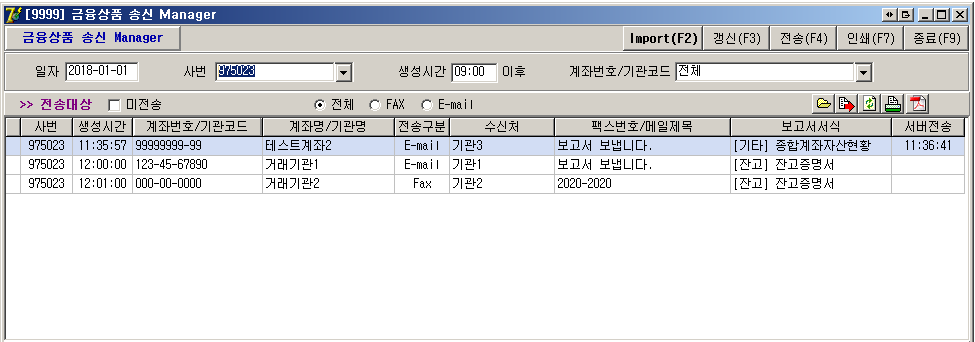 [9999] 금융상품 송신 Manager
금융상품 송신 Manager Import(F2) 갱신(F3) 전송(F4) 인쇄(F7) 종료(F9)
일자 2018-01-01 사번 975023 생성시간 09:00 이후 계좌번호/기관코드 전체
>> 전송대상 미전송 전체 FAX E-mail
사번 생성시간 계좌번호/기관코드 계좌명/기관명 전송구분 수신처 팩스번호/메일제목 보고서서식 서버전송
975023 11:35:57 99999999-99 테스트계좌2 E-mail 기관3 보고서 보냅니다. [기타] 종합계좌자산현황 11:36:41
975023 12:00:00 123-45-67890 거래기관1 E-mail 기관1 보고서 보냅니다. [잔고] 잔고증명서
975023 12:01:00 000-00-0000 거래기관2 Fax 기관2 2020-2020 [잔고] 잔고증명서